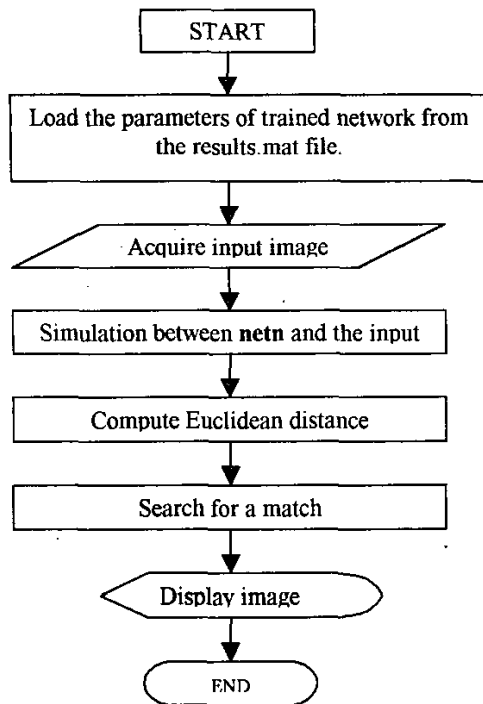 START
Load the parameters of trained network from
the results.mat file.
Acquire input image
Simulation between netn and the input
Compute Euclidean distance
Search for a match
Display image
END